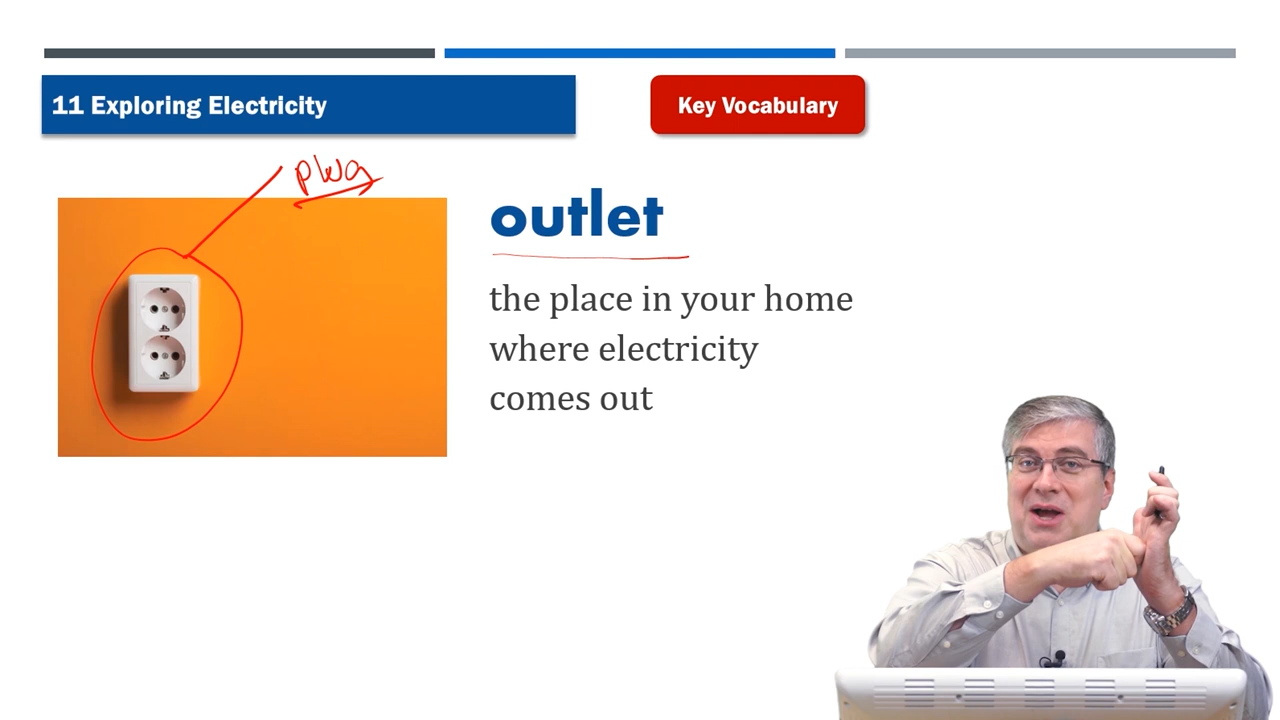 11 Exploring Electricity
Key Vocabulary
plug
outlet
the place in your home
where electricity
comes out